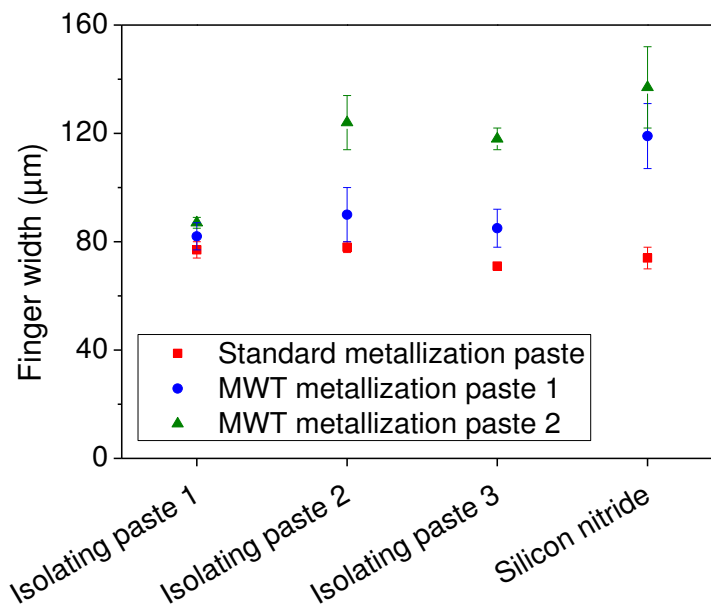 Finger width (µm)
160
120
80
40
0
Standard metallization paste
MWT metallization paste 1
MWT metallization paste 2
Isolating paste 1
Isolating paste 2
Isolating paste 3
Silicon nitride